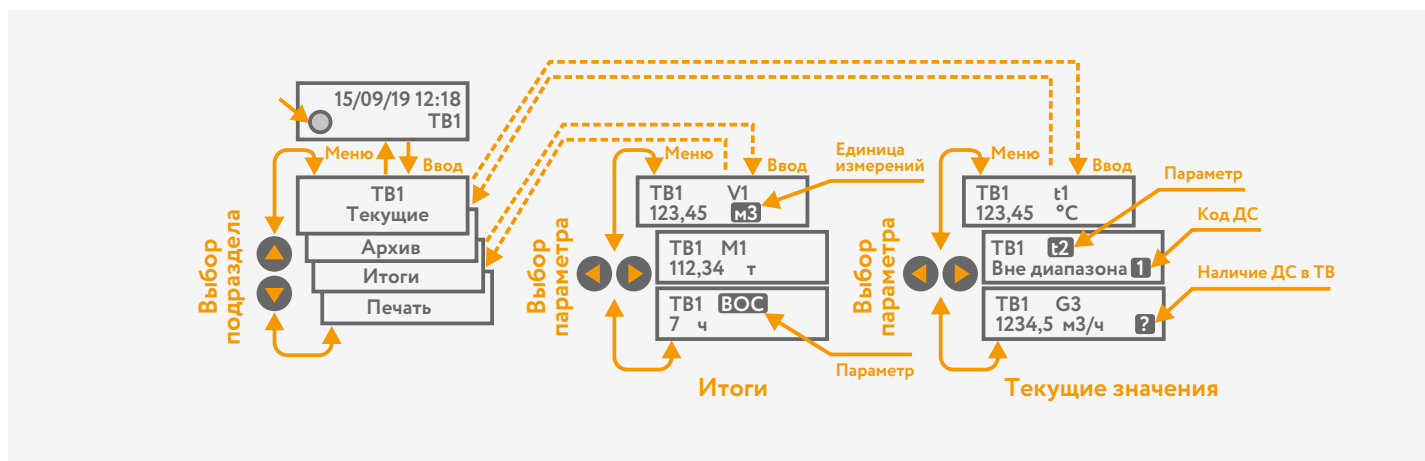 15/09/19 12:18
ТВ1
Меню
Ввод
ТВ1
Текущие
Архив
Итоги
Печать
Выбор
подраздела
Меню
Ввод
Единица
измерений
ТВ1 V1
123,45 м3
ТВ1 М1
112,34 т
ТВ1 ВОС
7 ч
Выбор
параметра
Параметр
Итоги
Меню
Ввод
Параметр
ТВ1 t1
123,45 °C
Код ДС
ТВ1 t2
Вне диапазона 1
Наличие ДС в ТВ
ТВ1 G3
1234,5 м3/ч ?
Выбор
параметра
Текущие значения